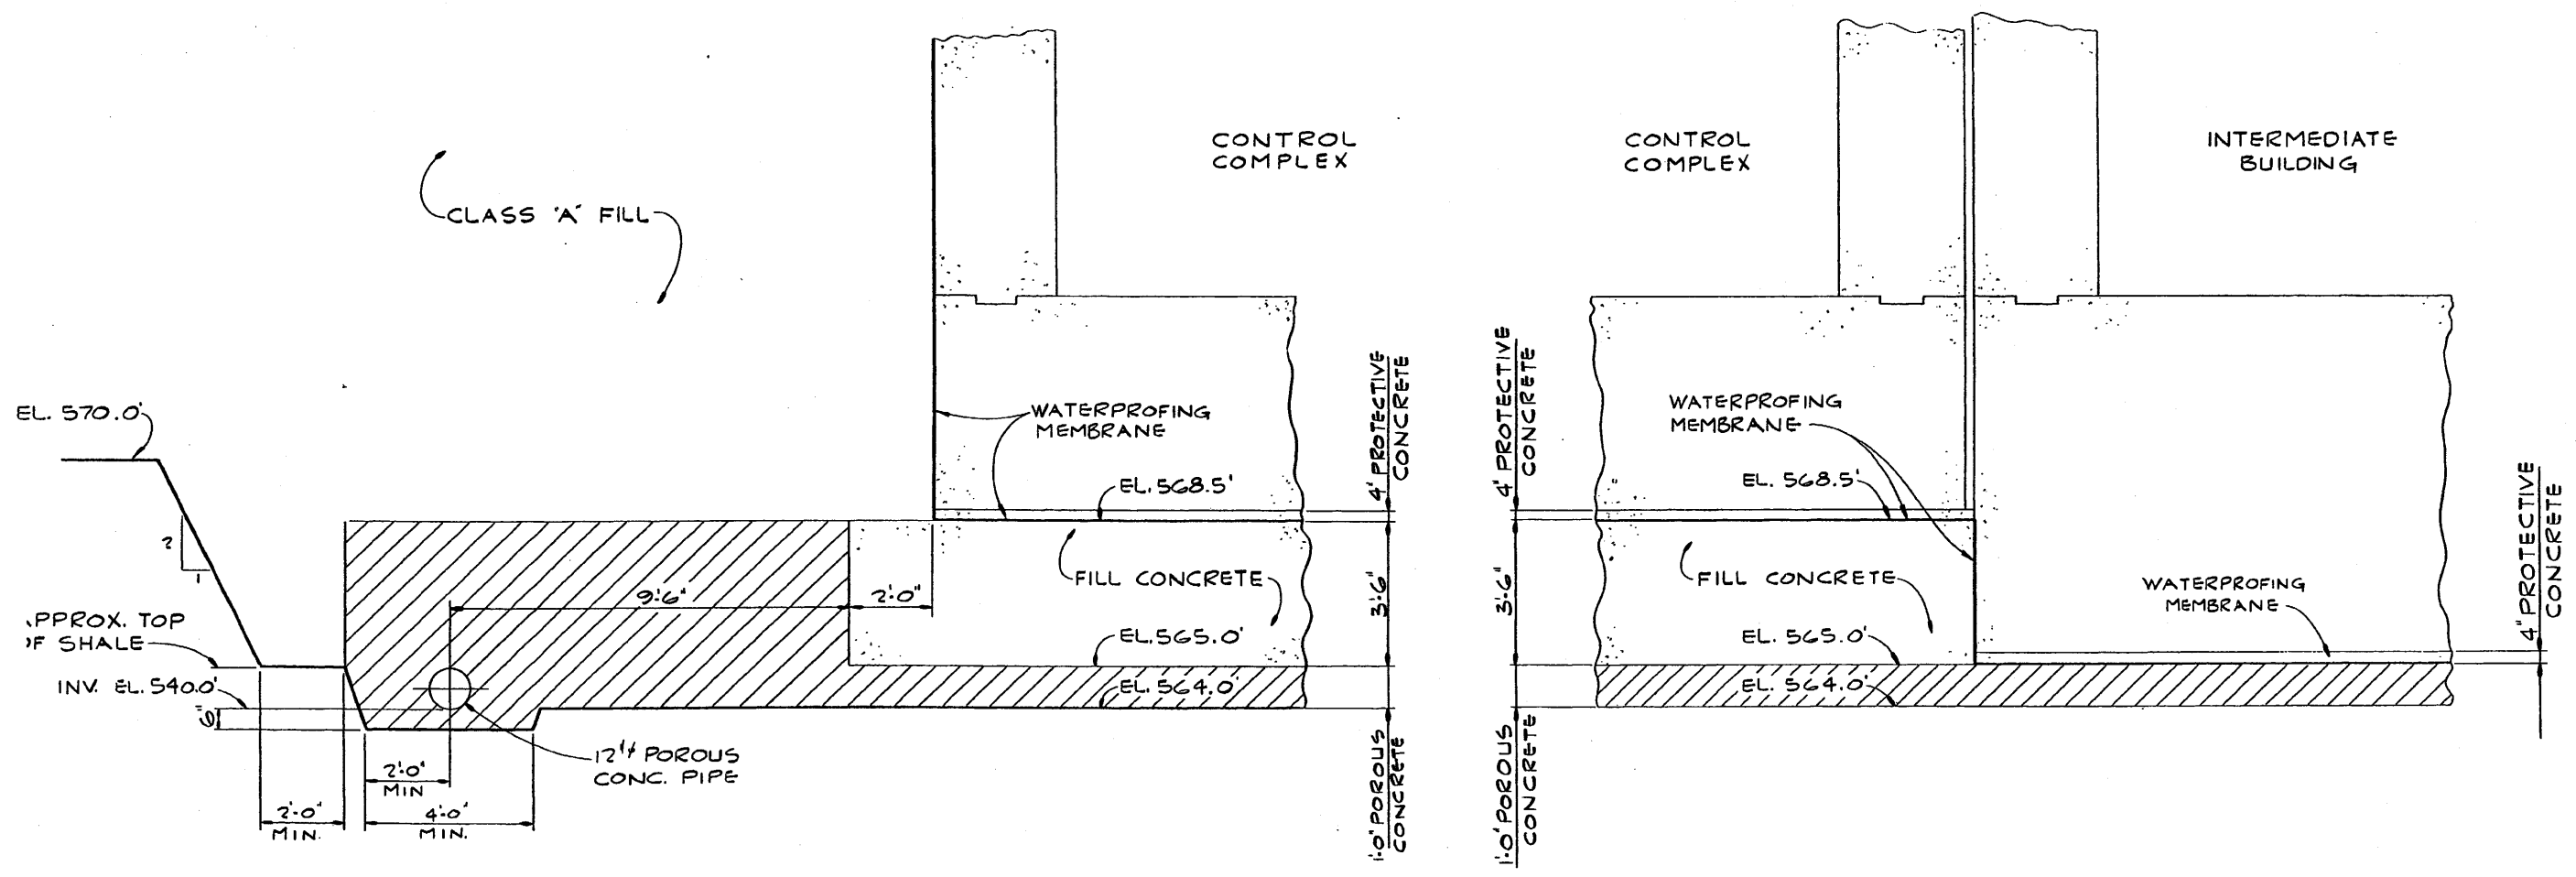 CLASS "A" FILL
CONTROL
COMPLEX
EL. 570.0'
WATERPROFING
MEMBRANE
EL. 568.5'
4" PROTECTIVE
CONCRETE
2
1
9'-6"
2'-0"
FILL CONCRETE
3'-6"
PPROX. TOP
F SHALE
EL. 565.0'
INV. EL. 540.0'
EL. 564.0'
6"
12"φ POROUS
CONC. PIPE
2'-0"
MIN
2'-0"
MIN.
4'-0"
MIN.
1'-0" POROUS
CONCRETE
CONTROL
COMPLEX
INTERMEDIATE
BUILDING
4" PROTECTIVE
CONCRETE
WATERPROFING
MEMBRANE
EL. 568.5'
FILL CONCRETE
3'-6"
WATERPROFING
MEMBRANE
4" PROTECTIVE
CONCRETE
EL. 565.0'
EL. 564.0'
1'-0" POROUS
CONCRETE